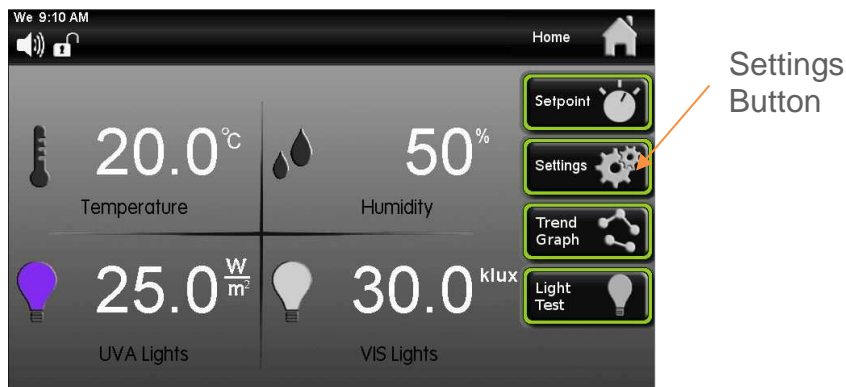 We 9:10 AM
Home
Settings
Button
Setpoint
20.0°C
50%
Settings
Temperature
Humidity
Trend
Graph
25.0 W/m²
30.0 klux
Light
Test
UVA Lights
VIS Lights